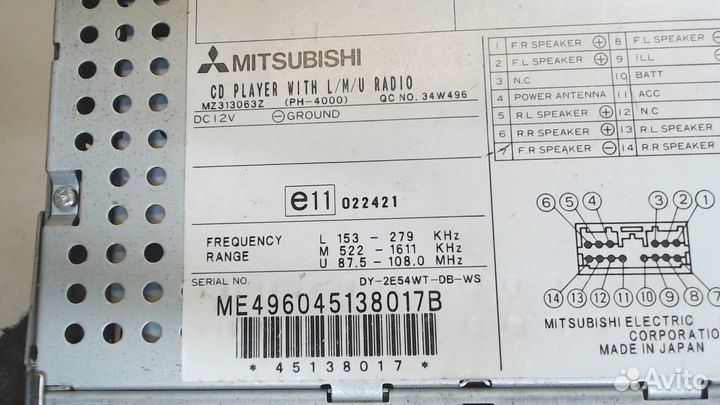 MITSUBISHI
CD PLAYER WITH L/M/U RADIO
MZ313063Z (PH-4000) QC NO. 34W496
DC12V ⊖GROUND
1 F.R SPEAKER ⊕ 8 F.L SPEAKER ⊖
2 F.L SPEAKER ⊕ 9 ILL
3 N.C 10 BATT
4 POWER ANTENNA 11 ACC
5 R.L SPEAKER ⊕ 12 N.C
6 R.R SPEAKER ⊕ 13 R.L SPEAKER
7 F.R SPEAKER ⊖ 14 R.R SPEAKER
e11 022421
FREQUENCY RANGE
L 153 - 279 KHz
M 522 - 1611 KHz
U 87.5 - 108.0 MHz
SERIAL NO. DY-2E54WT-DB-WS
ME496045138017B
* 45138017 *
6 5 4 3 2 1
14 13 12 11 10 9 8 7
MITSUBISHI ELECTRIC
CORPORATIO
MADE IN JAPAN
Avito